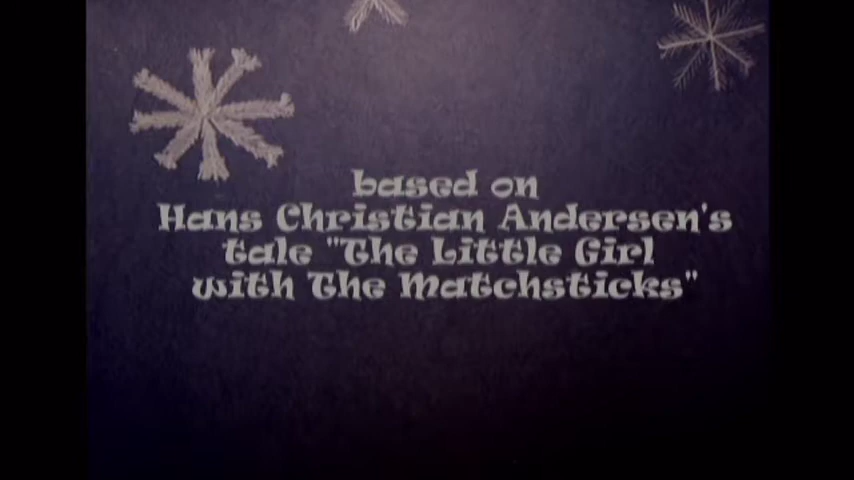 based on
Hans Christian Andersen's
tale "The Little Girl
with The Matchsticks"